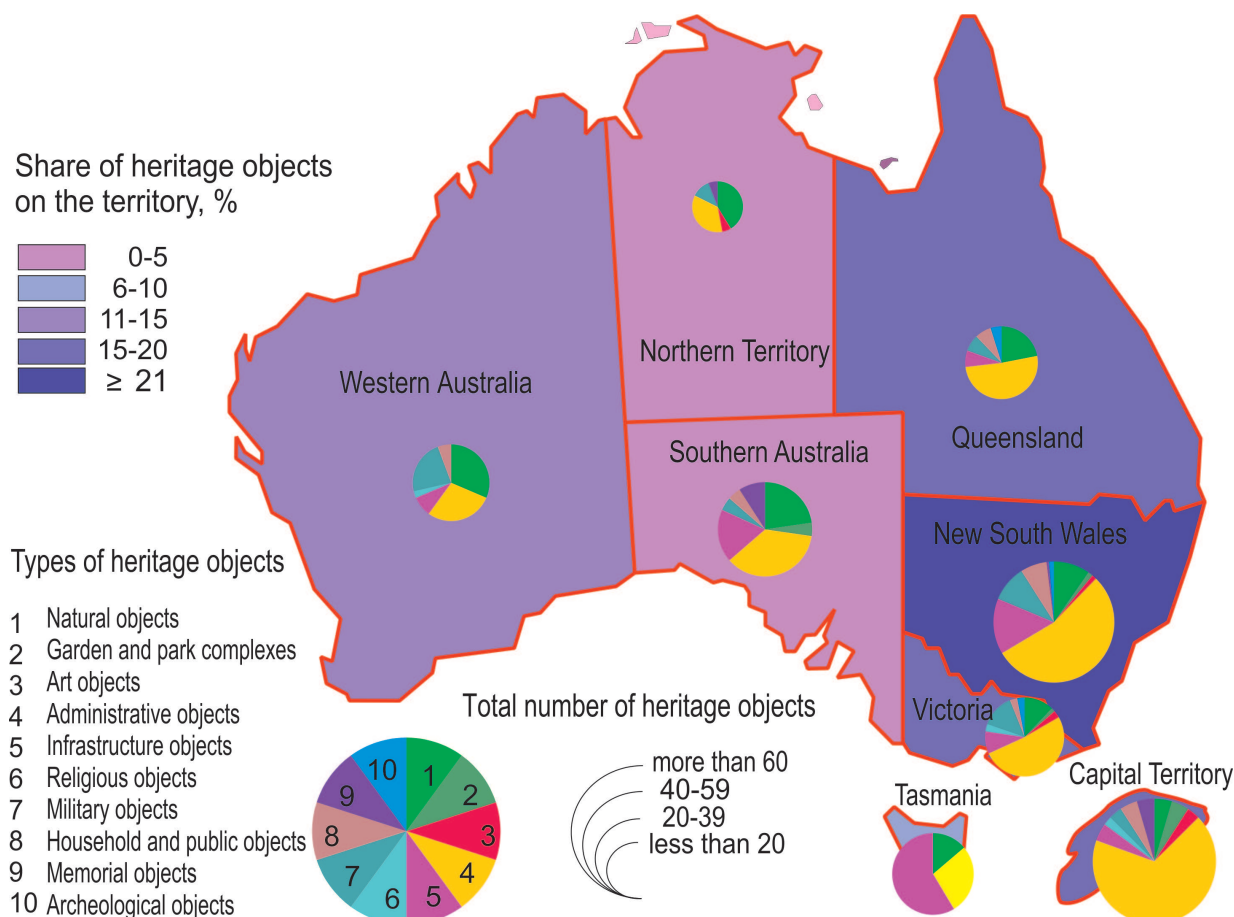 Share of heritage objects
on the territory, %
0-5
6-10
11-15
15-20
≥ 21
Northern Territory
Western Australia
Queensland
Southern Australia
New South Wales
Victoria
Capital Territory
Tasmania
Types of heritage objects
1 Natural objects
2 Garden and park complexes
3 Art objects
4 Administrative objects
5 Infrastructure objects
6 Religious objects
7 Military objects
8 Household and public objects
9 Memorial objects
10 Archeological objects
10
1
9
2
8
3
7
4
6
5
Total number of heritage objects
more than 60
40-59
20-39
less than 20